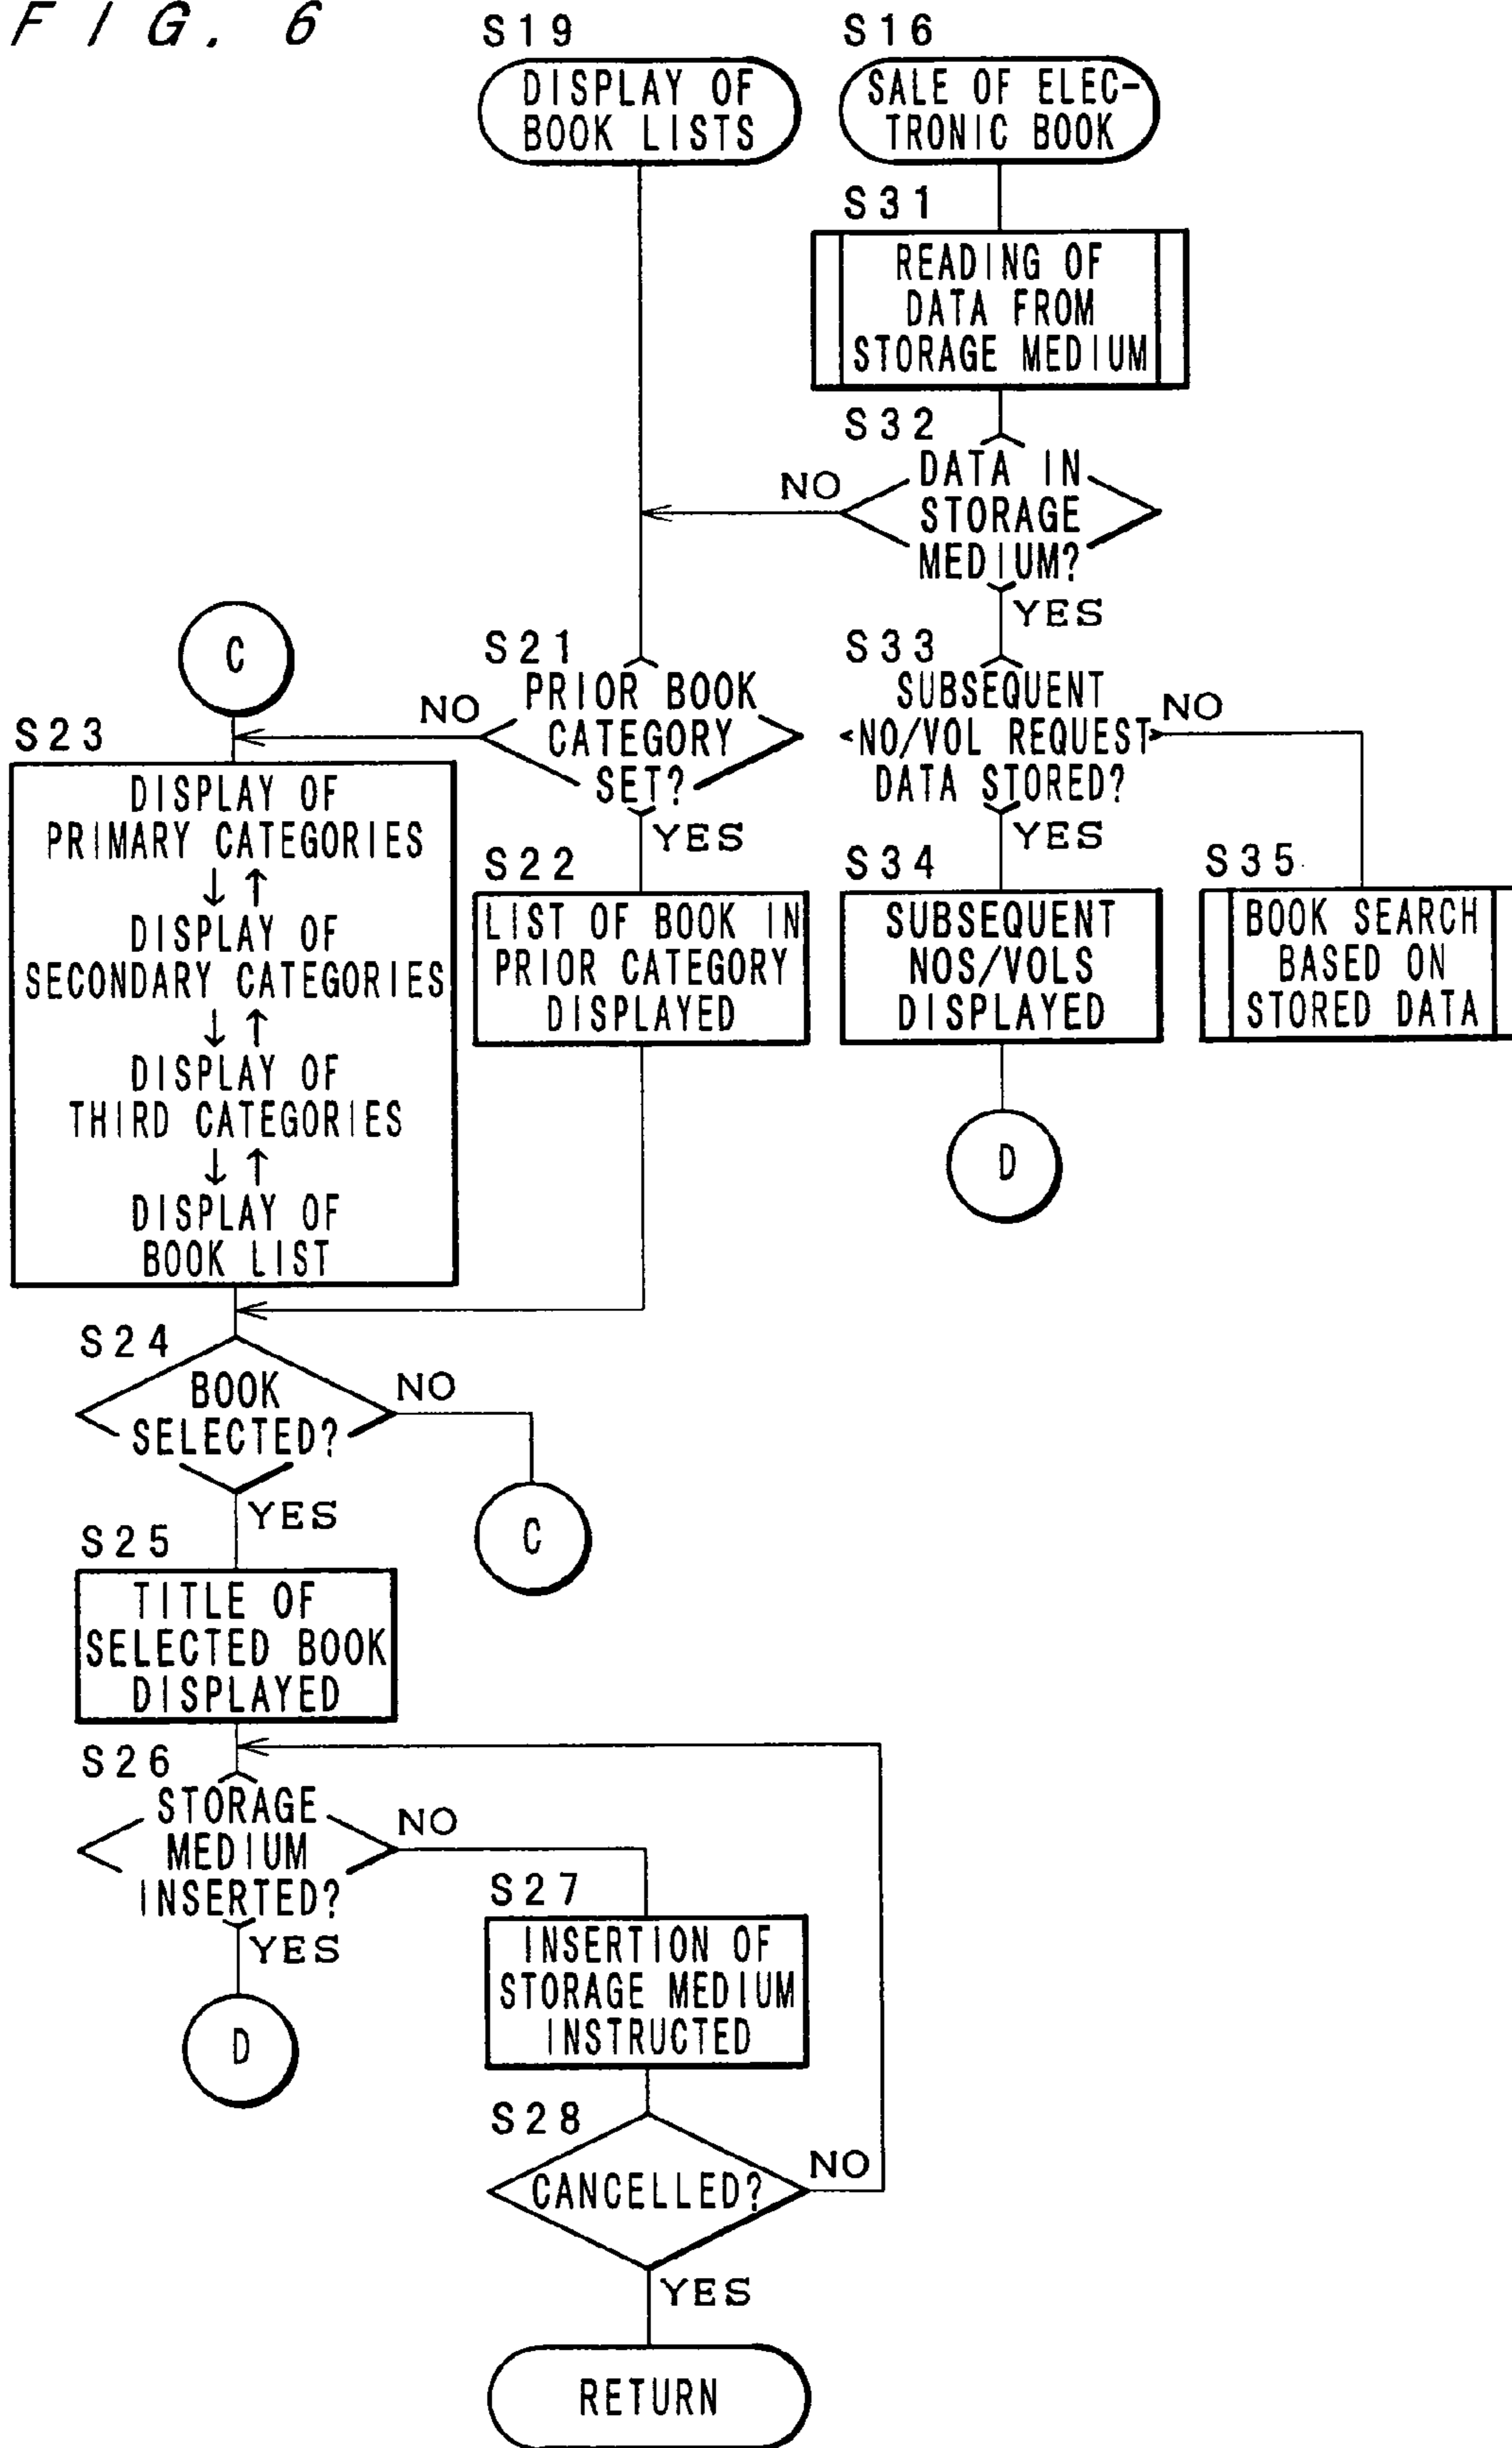 FIG. 6
S19
DISPLAY OF
BOOK LISTS
S16
SALE OF ELEC-
TRONIC BOOK
S31
READING OF
DATA FROM
STORAGE MEDIUM
S32
DATA IN
STORAGE
MEDIUM?
NO
YES
C
S21
PRIOR BOOK
CATEGORY
SET?
NO
YES
S33
SUBSEQUENT
NO/VOL REQUEST
DATA STORED?
NO
YES
S23
DISPLAY OF
PRIMARY CATEGORIES
↓ ↑
DISPLAY OF
SECONDARY CATEGORIES
↓ ↑
DISPLAY OF
THIRD CATEGORIES
↓ ↑
DISPLAY OF
BOOK LIST
S22
LIST OF BOOK IN
PRIOR CATEGORY
DISPLAYED
S34
SUBSEQUENT
NOS/VOLS
DISPLAYED
S35
BOOK SEARCH
BASED ON
STORED DATA
D
S24
BOOK
SELECTED?
NO
YES
C
S25
TITLE OF
SELECTED BOOK
DISPLAYED
S26
STORAGE
MEDIUM
INSERTED?
NO
YES
D
S27
INSERTION OF
STORAGE MEDIUM
INSTRUCTED
S28
CANCELLED?
NO
YES
RETURN